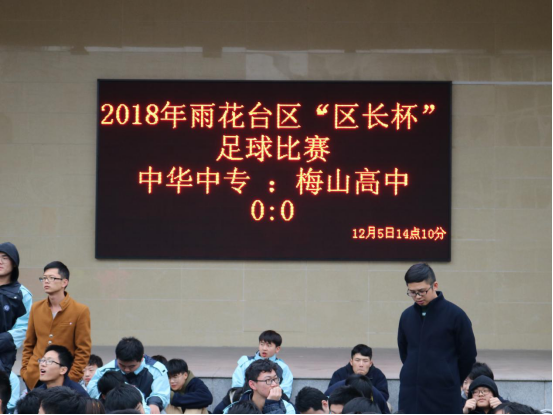 2018年雨花台区“区长杯”
足球比赛
中华中专 ：梅山高中
0:0
12月5日14点10分